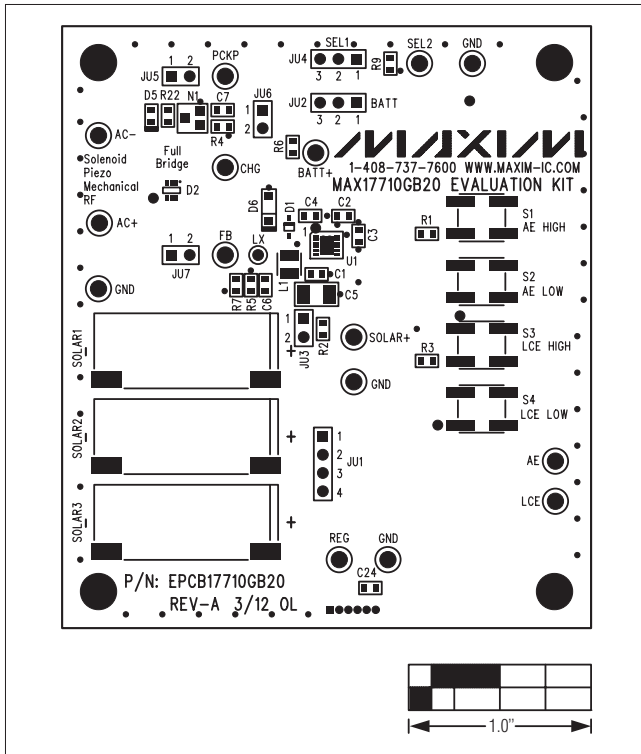 PCKP
SEL1
SEL2
GND
1 2
JU5
JU4
3 2 1
R9
D5 R22 N1 C7
JU6
1
2
JU2
3 2 1
BATT
R4
R6
AC-
Solenoid
Piezo
Mechanical
RF
Full
Bridge
D2
CHG
BATT+
MAXIM
1-408-737-7600 WWW.MAXIM-IC.COM
MAX17710GB20 EVALUATION KIT
AC+
D6
D1
C4 C2
1
U1
C3
R1
S1
AE HIGH
1 2
JU7
FB
LX
L1
C1
S2
AE LOW
GND
R7
R5
C6
C5
1
2
JU3
R2
SOLAR+
S3
LCE HIGH
R3
SOLAR1
-
+
GND
S4
LCE LOW
SOLAR2
-
+
1
2
3
4
JU1
AE
LCE
SOLAR3
-
+
REG
GND
C24
P/N: EPCB17710GB20
REV-A 3/12 OL
1.0"